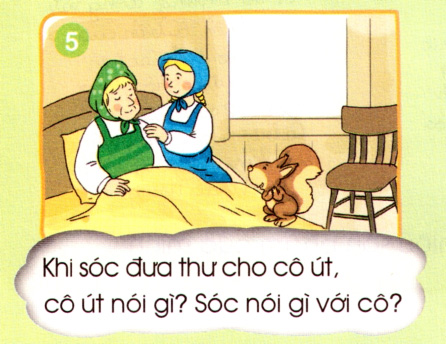 5
Khi sóc đưa thư cho cô út,
cô út nói gì? Sóc nói gì với cô?